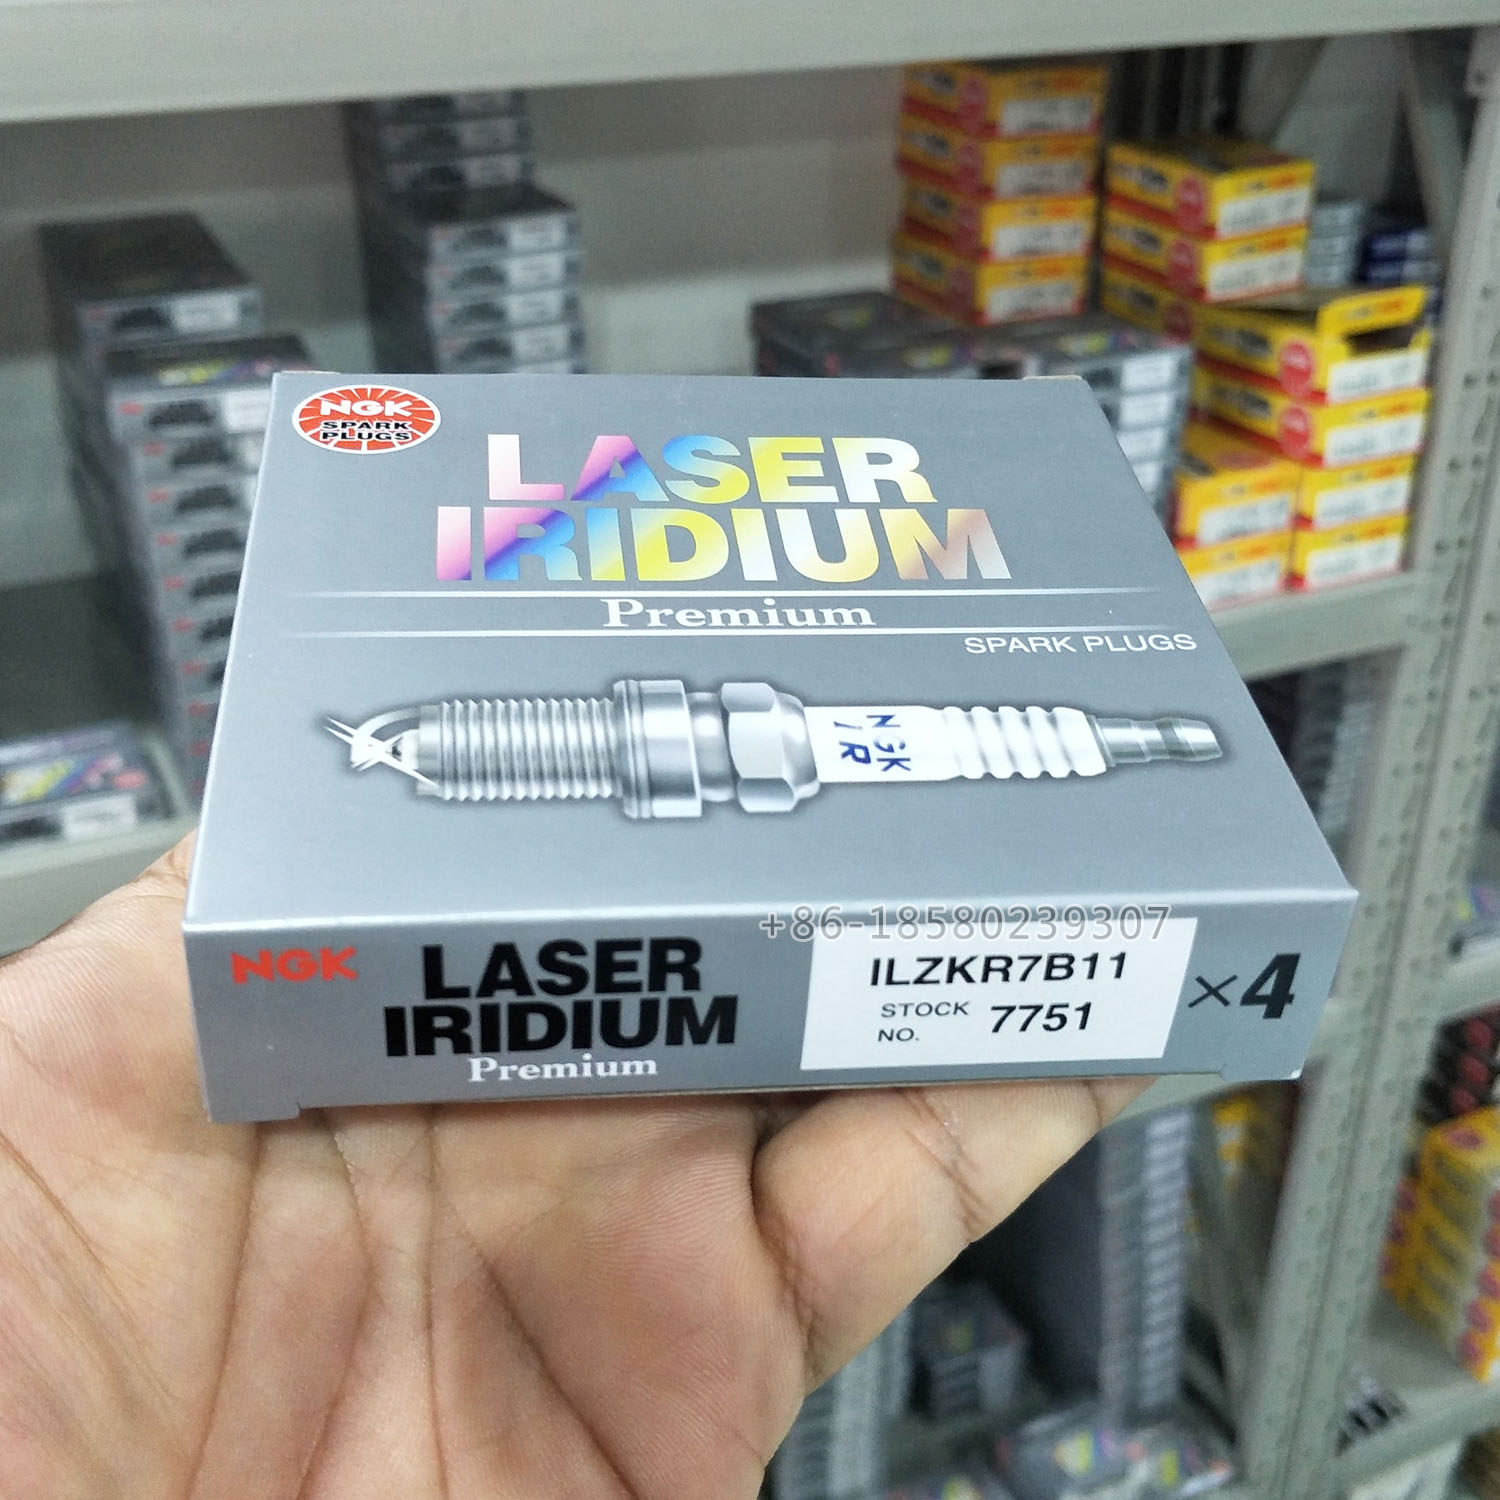 NGK
SPARK
PLUGS
LASER
IRIDIUM
Premium
SPARK PLUGS
NGK
IR
+86-18580239307
NGK
LASER
IRIDIUM
Premium
ILZKR7B11
STOCK
NO. 7751
×4